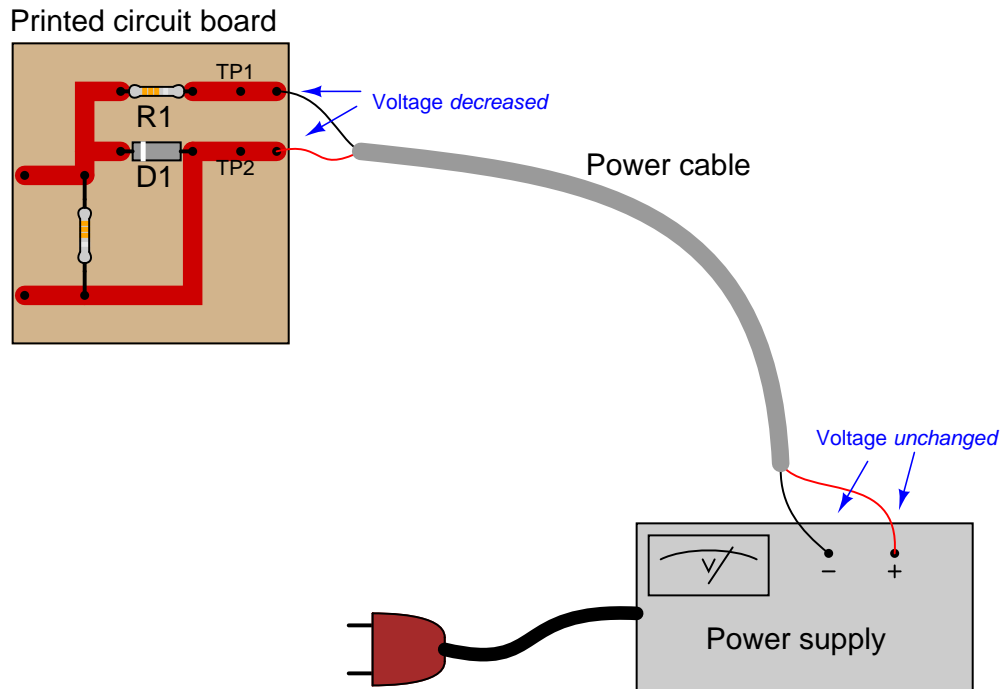 Printed circuit board
TP1
R1
Voltage decreased
D1
TP2
Power cable
Voltage unchanged
V
− +
Power supply